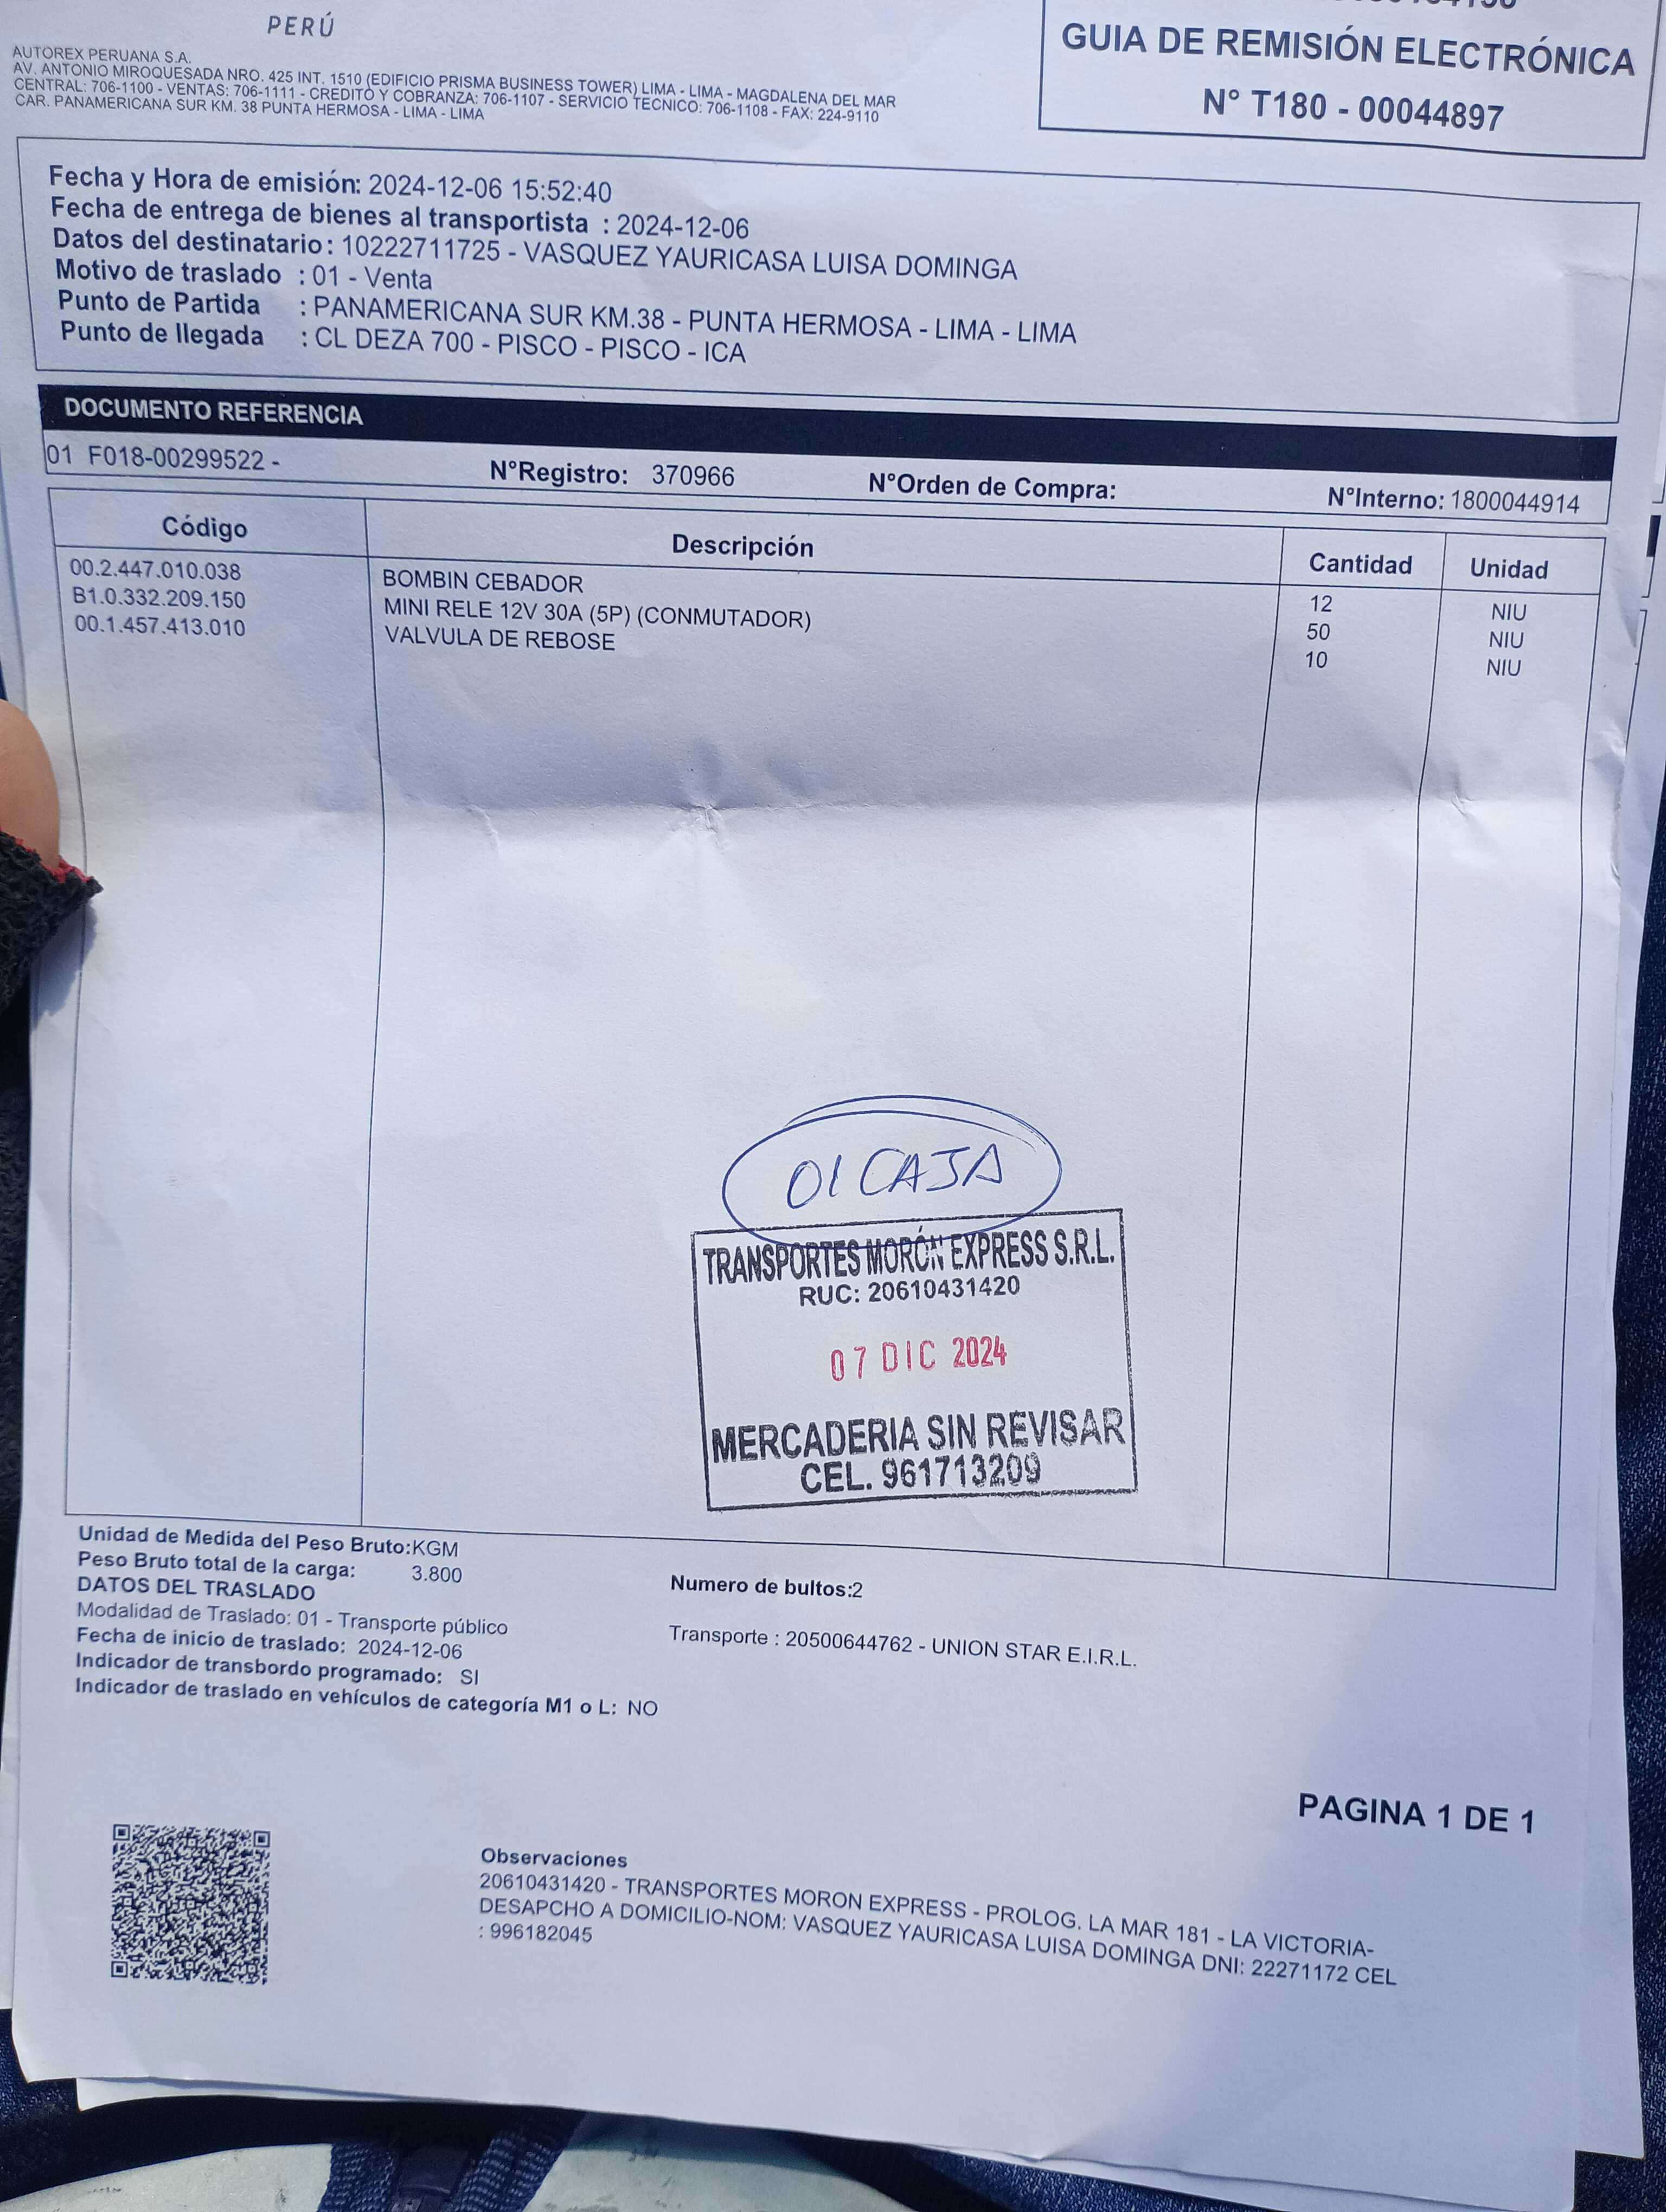 PERÚ
AUTOREX PERUANA S.A.
AV. ANTONIO MIROQUESADA NRO. 425 INT. 1510 (EDIFICIO PRISMA BUSINESS TOWER) LIMA - LIMA - MAGDALENA DEL MAR
CENTRAL: 706-1100 - VENTAS: 706-1111 - CREDITO Y COBRANZA: 706-1107 - SERVICIO TECNICO: 706-1108 - FAX: 224-9110
CAR. PANAMERICANA SUR KM. 38 PUNTA HERMOSA - LIMA - LIMA
GUIA DE REMISIÓN ELECTRÓNICA
N° T180 - 00044897
Fecha y Hora de emisión: 2024-12-06 15:52:40
Fecha de entrega de bienes al transportista : 2024-12-06
Datos del destinatario: 10222711725 - VASQUEZ YAURICASA LUISA DOMINGA
Motivo de traslado : 01 - Venta
Punto de Partida : PANAMERICANA SUR KM.38 - PUNTA HERMOSA - LIMA - LIMA
Punto de llegada : CL DEZA 700 - PISCO - PISCO - ICA
DOCUMENTO REFERENCIA
01 F018-00299522 - N°Registro: 370966 N°Orden de Compra: N°Interno: 1800044914
Código Descripción Cantidad Unidad
00.2.447.010.038 BOMBIN CEBADOR 12 NIU
B1.0.332.209.150 MINI RELE 12V 30A (5P) (CONMUTADOR) 50 NIU
00.1.457.413.010 VALVULA DE REBOSE 10 NIU
01 CAJA
TRANSPORTES MORÓN EXPRESS S.R.L.
RUC: 20610431420
07 DIC 2024
MERCADERIA SIN REVISAR
CEL. 961713209
Unidad de Medida del Peso Bruto:KGM
Peso Bruto total de la carga: 3.800
Numero de bultos:2
DATOS DEL TRASLADO
Modalidad de Traslado: 01 - Transporte público
Transporte : 20500644762 - UNION STAR E.I.R.L.
Fecha de inicio de traslado: 2024-12-06
Indicador de transbordo programado: SI
Indicador de traslado en vehículos de categoría M1 o L: NO
PAGINA 1 DE 1
Observaciones
20610431420 - TRANSPORTES MORON EXPRESS - PROLOG. LA MAR 181 - LA VICTORIA-
DESAPCHO A DOMICILIO-NOM: VASQUEZ YAURICASA LUISA DOMINGA DNI: 22271172 CEL
: 996182045